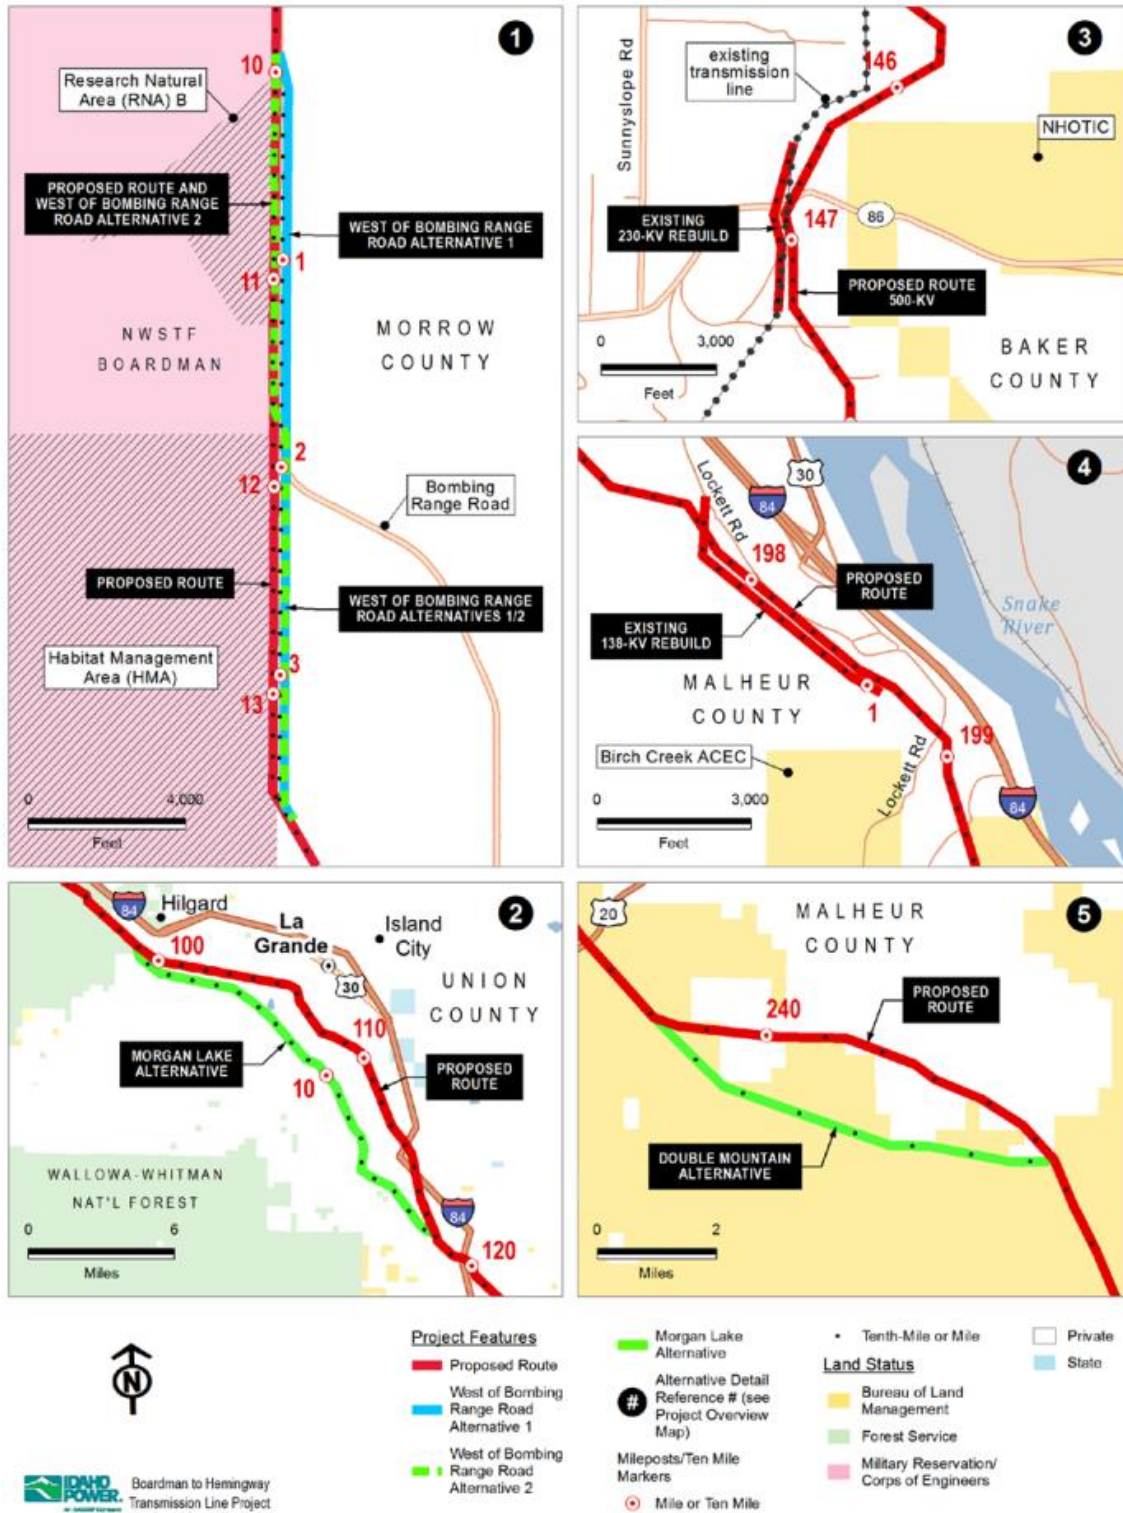 1
10
Research Natural
Area (RNA) B
PROPOSED ROUTE AND
WEST OF BOMBING RANGE
ROAD ALTERNATIVE 2
WEST OF BOMBING RANGE
ROAD ALTERNATIVE 1
1
11
NWSTF
BOARDMAN
MORROW
COUNTY
2
12
Bombing
Range Road
PROPOSED ROUTE
WEST OF BOMBING RANGE
ROAD ALTERNATIVES 1/2
Habitat Management
Area (HMA)
3
13
0 4,000
Feet
3
existing
transmission
line
146
Sunnyslope Rd
NHOTIC
EXISTING
230-KV REBUILD
147
86
PROPOSED ROUTE
500-KV
0 3,000
Feet
BAKER
COUNTY
4
30
84
Lockett Rd
198
PROPOSED
ROUTE
Snake
River
EXISTING
138-KV REBUILD
MALHEUR
COUNTY
1
199
Birch Creek ACEC
Lockett Rd
84
0 3,000
Feet
2
84
Hilgard
La
Grande
Island
City
100
30
UNION
COUNTY
110
MORGAN LAKE
ALTERNATIVE
10
PROPOSED
ROUTE
WALLOWA-WHITMAN
NAT'L FOREST
84
0 6
Miles
120
5
20
MALHEUR
COUNTY
240
PROPOSED
ROUTE
DOUBLE MOUNTAIN
ALTERNATIVE
0 2
Miles
N
IDAHO
POWER.
Boardman to Hemingway
Transmission Line Project
Project Features
Proposed Route
West of Bombing
Range Road
Alternative 1
West of Bombing
Range Road
Alternative 2
Morgan Lake
Alternative
#
Alternative Detail
Reference # (see
Project Overview
Map)
Mileposts/Ten Mile
Markers
Mile or Ten Mile
Tenth-Mile or Mile
Land Status
Bureau of Land
Management
Forest Service
Military Reservation/
Corps of Engineers
Private
State